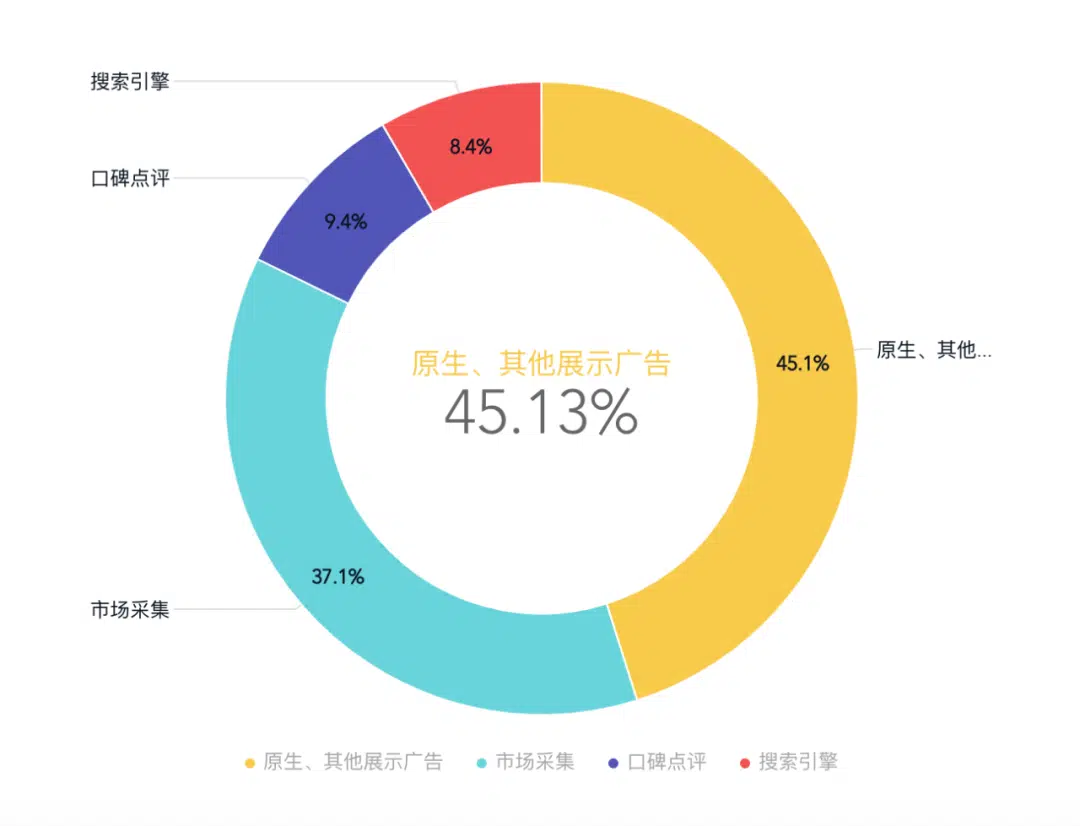 搜索引擎
8.4%
口碑点评
9.4%
原生、其他...
45.1%
原生、其他展示广告
45.13%
37.1%
市场采集
原生、其他展示广告 市场采集 口碑点评 搜索引擎